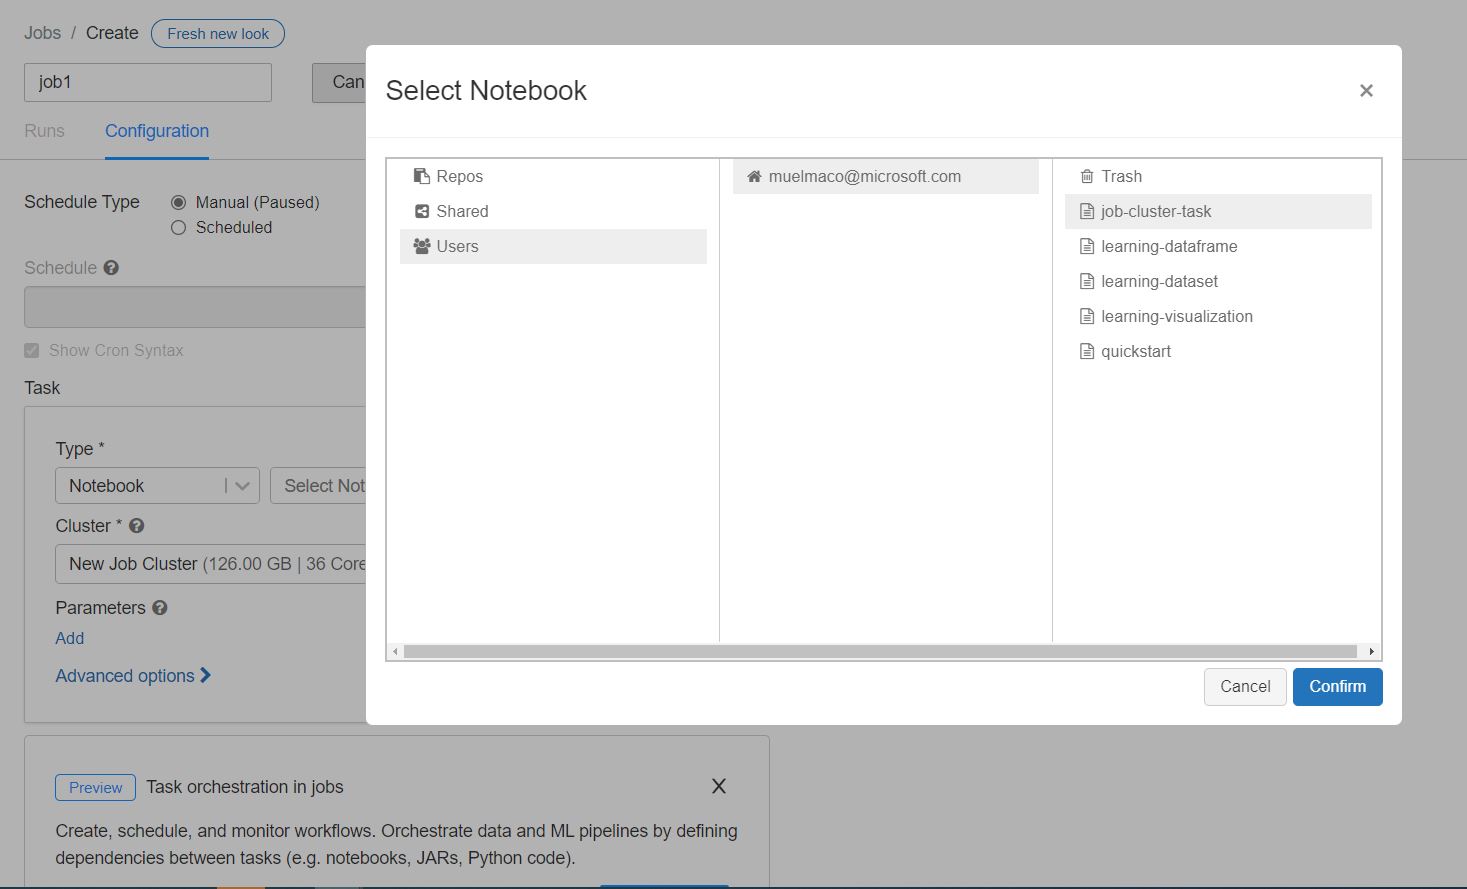 Jobs / Create Fresh new look
job1
Can
Runs Configuration
Schedule Type Manual (Paused)
Scheduled
Schedule
Show Cron Syntax
Task
Type *
Notebook Select Not
Cluster *
New Job Cluster (126.00 GB | 36 Core
Parameters
Add
Advanced options
Preview Task orchestration in jobs X
Create, schedule, and monitor workflows. Orchestrate data and ML pipelines by defining
dependencies between tasks (e.g. notebooks, JARs, Python code).
Select Notebook ×
Repos
Shared
Users
muelmaco@microsoft.com
Trash
job-cluster-task
learning-dataframe
learning-dataset
learning-visualization
quickstart
Cancel Confirm